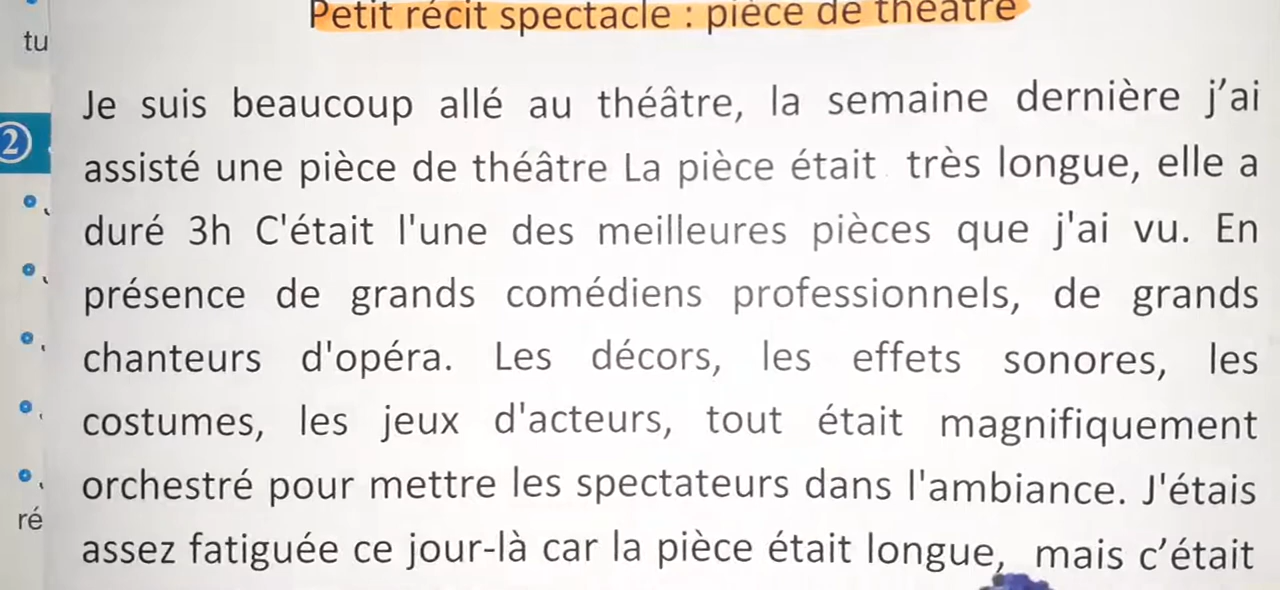 Petit récit spectacle : pièce de théâtre
tu
Je suis beaucoup allé au théâtre, la semaine dernière j’ai
2
assisté une pièce de théâtre La pièce était très longue, elle a
duré 3h C'était l'une des meilleures pièces que j'ai vu. En
présence de grands comédiens professionnels, de grands
chanteurs d'opéra. Les décors, les effets sonores, les
costumes, les jeux d'acteurs, tout était magnifiquement
orchestré pour mettre les spectateurs dans l'ambiance. J'étais
ré
assez fatiguée ce jour-là car la pièce était longue, mais c’était